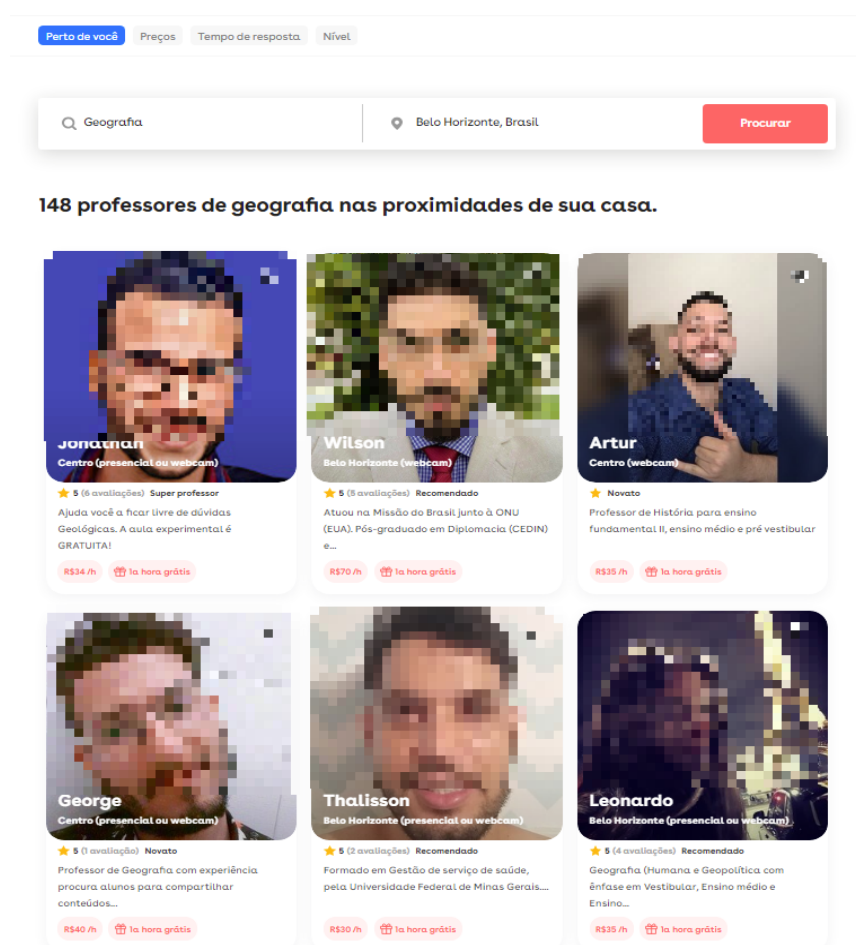 Perto de você Preços Tempo de resposta Nível
Geografia Belo Horizonte, Brasil Procurar
148 professores de geografia nas proximidades de sua casa.
Jonathan
Centro (presencial ou webcam)
5 (6 avaliações) Super professor
Ajuda você a ficar livre de dúvidas
Geológicas. A aula experimental é
GRATUITA!
R$34 /h 1a hora grátis
Wilson
Belo Horizonte (webcam)
5 (5 avaliações) Recomendado
Atuou na Missão do Brasil junto à ONU
(EUA). Pós-graduado em Diplomacia (CEDIN)
e...
R$70 /h 1a hora grátis
Artur
Centro (webcam)
Novato
Professor de História para ensino
fundamental II, ensino médio e pré vestibular
R$35 /h 1a hora grátis
George
Centro (presencial ou webcam)
5 (1 avaliação) Novato
Professor de Geografia com experiência
procura alunos para compartilhar
conteúdos...
R$40 /h 1a hora grátis
Thalisson
Belo Horizonte (presencial ou webcam)
5 (2 avaliações) Recomendado
Formado em Gestão de serviço de saúde,
pela Universidade Federal de Minas Gerais....
R$30 /h 1a hora grátis
Leonardo
Belo Horizonte (presencial ou webcam)
5 (4 avaliações) Recomendado
Geografia (Humana e Geopolítica com
ênfase em Vestibular, Ensino médio e
Ensino...
R$35 /h 1a hora grátis